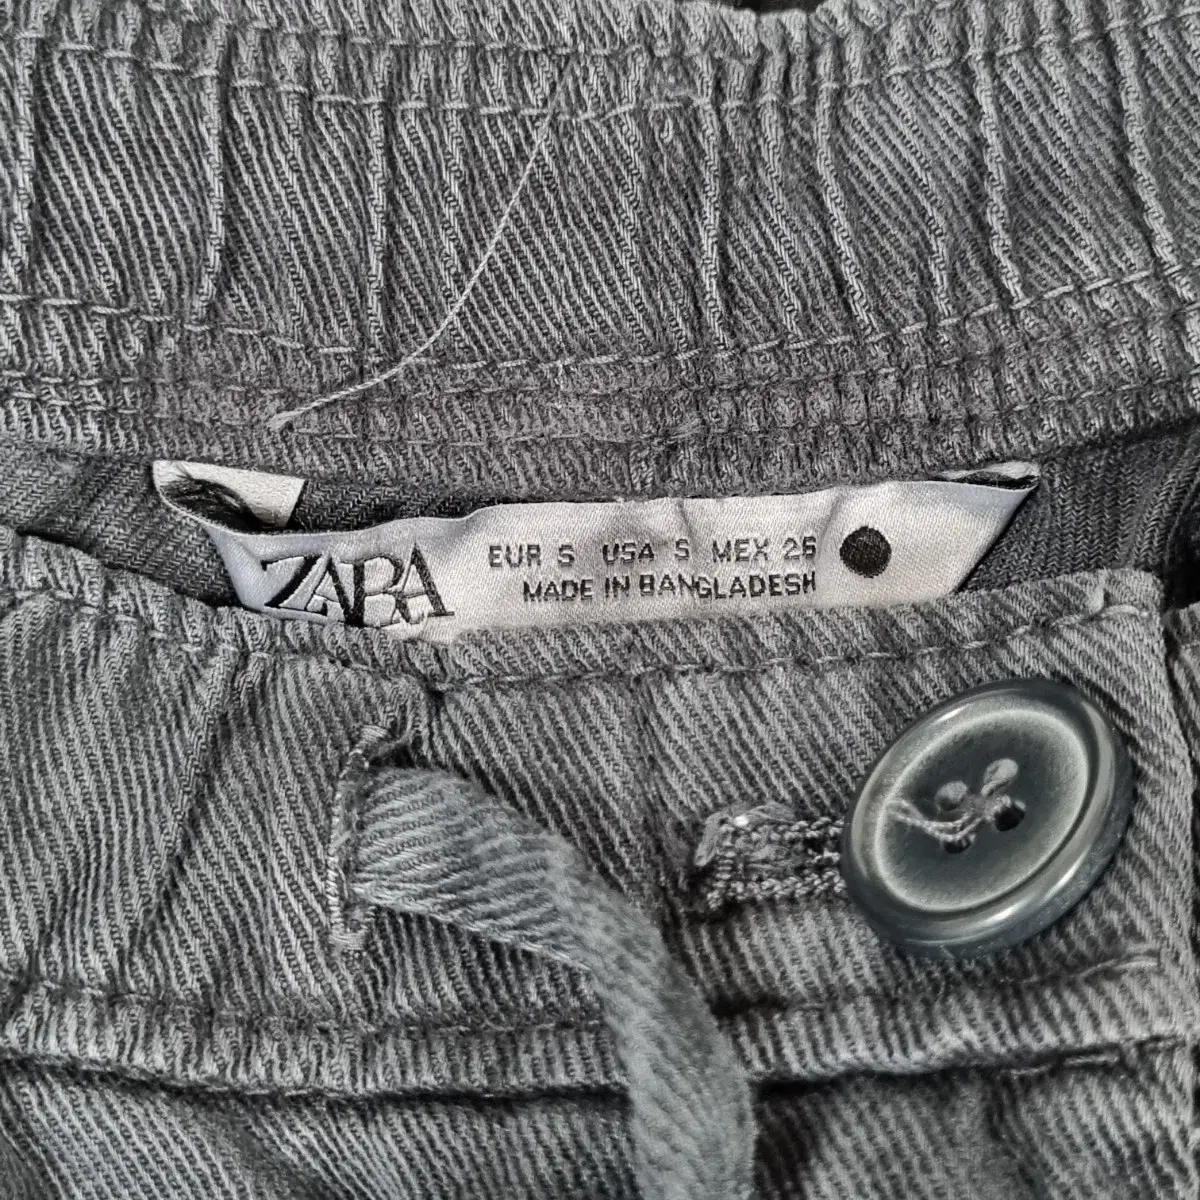 ZARA
EUR S USA S MEX 26
MADE IN BANGLADESH